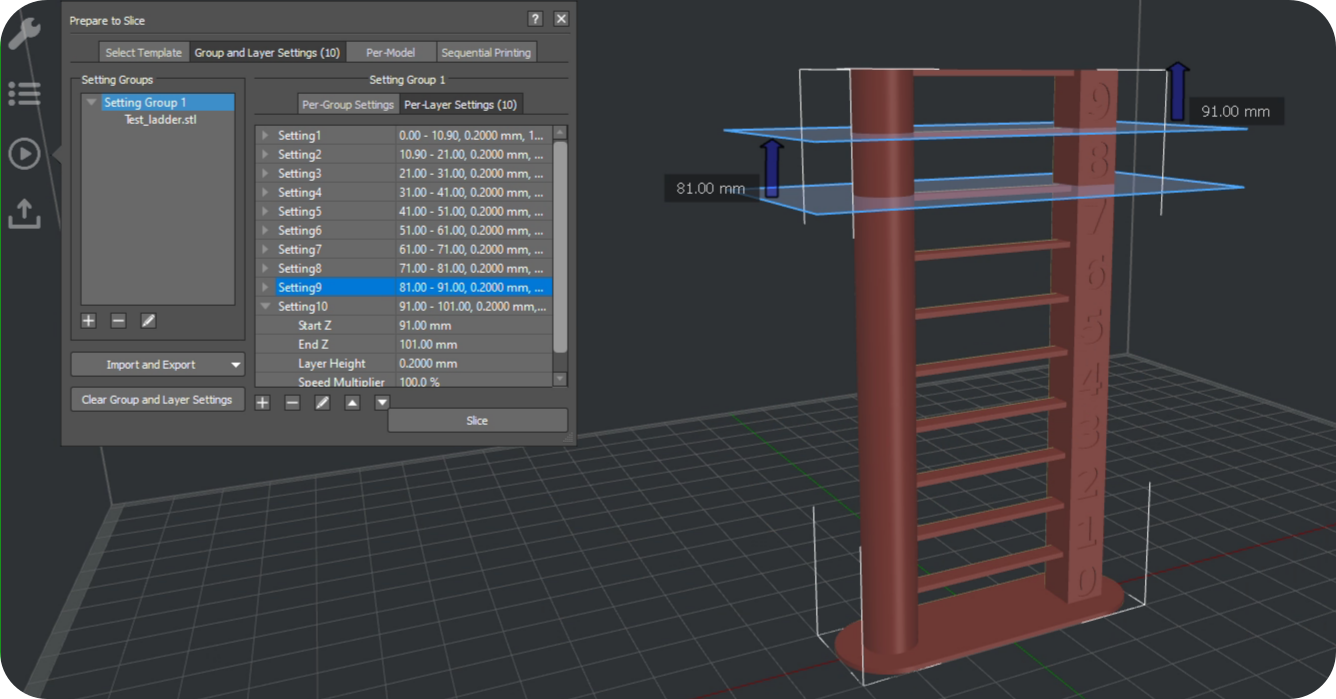 Prepare to Slice
?
Select Template
Group and Layer Settings (10)
Per-Model
Sequential Printing
Setting Groups
Setting Group 1
Test_ladder.stl
Import and Export
Clear Group and Layer Settings
Setting Group 1
Per-Group Settings
Per-Layer Settings (10)
Setting1 0.00 - 10.90, 0.2000 mm, 1...
Setting2 10.90 - 21.00, 0.2000 mm, ...
Setting3 21.00 - 31.00, 0.2000 mm, ...
Setting4 31.00 - 41.00, 0.2000 mm, ...
Setting5 41.00 - 51.00, 0.2000 mm, ...
Setting6 51.00 - 61.00, 0.2000 mm, ...
Setting7 61.00 - 71.00, 0.2000 mm, ...
Setting8 71.00 - 81.00, 0.2000 mm, ...
Setting9 81.00 - 91.00, 0.2000 mm, ...
Setting10 91.00 - 101.00, 0.2000 mm,...
Start Z 91.00 mm
End Z 101.00 mm
Layer Height 0.2000 mm
Speed Multiplier 100.0 %
Slice
91.00 mm
81.00 mm
9
8
7
6
5
4
3
2
1
0